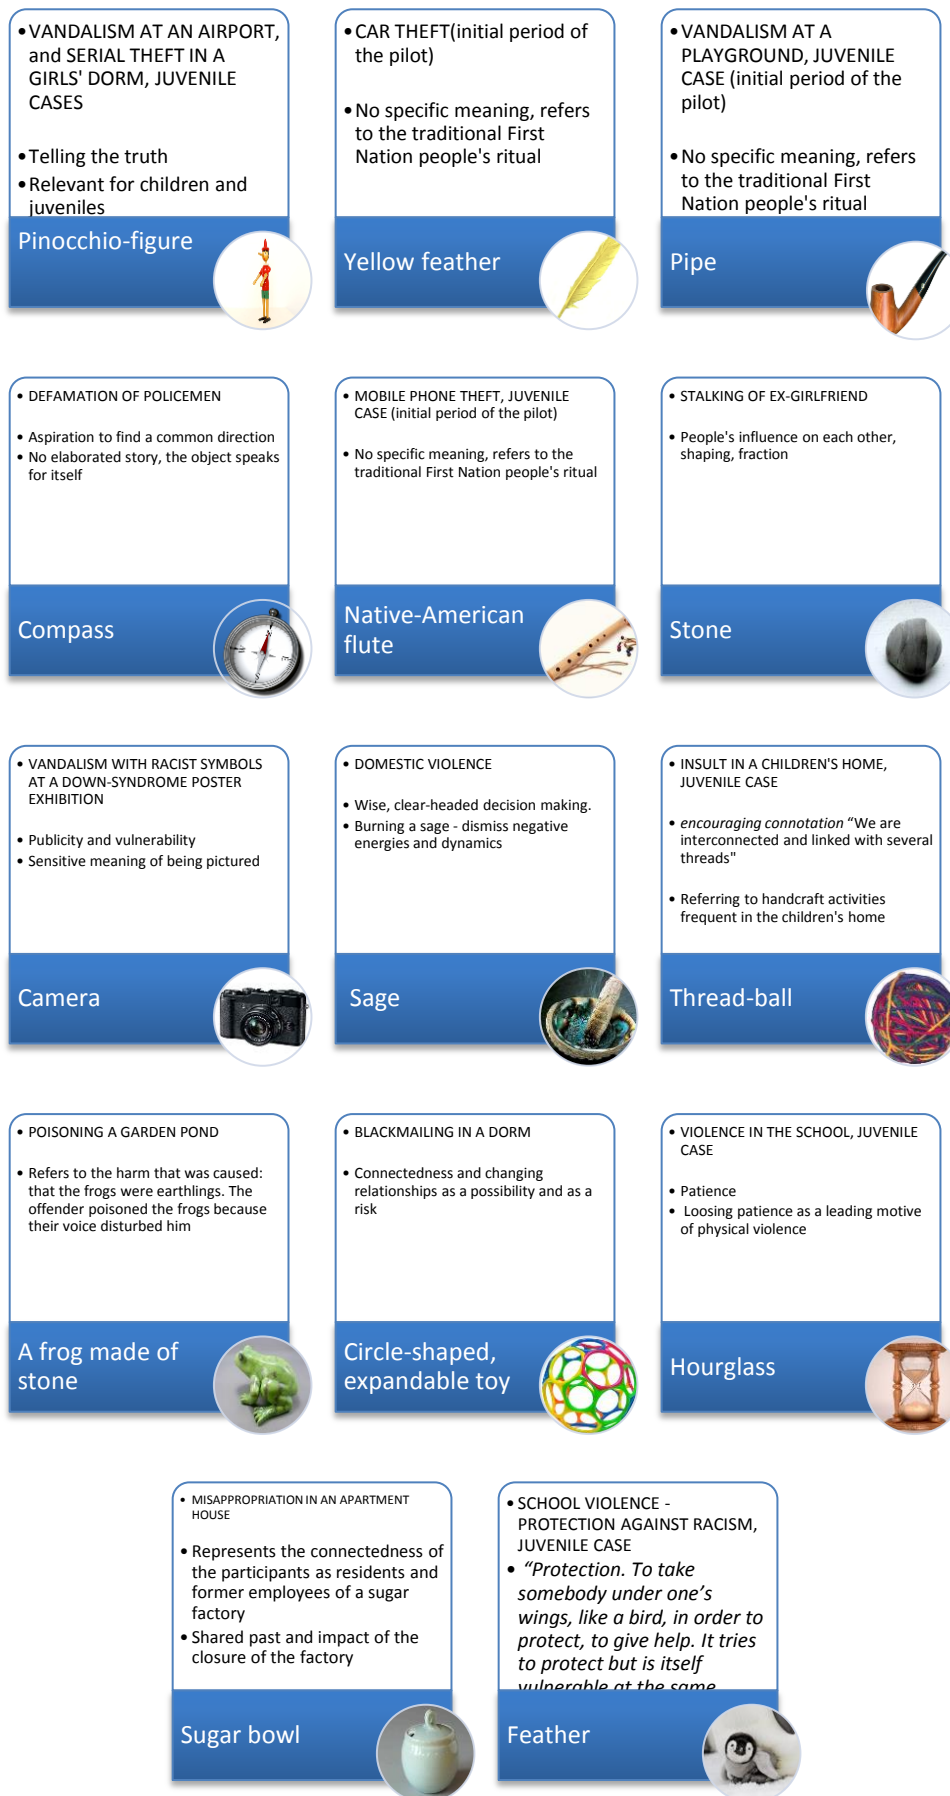 •VANDALISM AT AN AIRPORT,
and SERIAL THEFT IN A
GIRLS' DORM, JUVENILE
CASES
•Telling the truth
•Relevant for children and
juveniles
Pinocchio-figure
•CAR THEFT(initial period of
the pilot)
•No specific meaning, refers
to the traditional First
Nation people's ritual
Yellow feather
•VANDALISM AT A
PLAYGROUND, JUVENILE
CASE (initial period of the
pilot)
•No specific meaning, refers
to the traditional First
Nation people's ritual
Pipe
• DEFAMATION OF POLICEMEN
• Aspiration to find a common direction
• No elaborated story, the object speaks
for itself
Compass
• MOBILE PHONE THEFT, JUVENILE
CASE (initial period of the pilot)
• No specific meaning, refers to the
traditional First Nation people's ritual
Native-American
flute
• STALKING OF EX-GIRLFRIEND
• People's influence on each other,
shaping, fraction
Stone
• VANDALISM WITH RACIST SYMBOLS
AT A DOWN-SYNDROME POSTER
EXHIBITION
• Publicity and vulnerability
• Sensitive meaning of being pictured
Camera
• DOMESTIC VIOLENCE
• Wise, clear-headed decision making.
• Burning a sage - dismiss negative
energies and dynamics
Sage
• INSULT IN A CHILDREN'S HOME,
JUVENILE CASE
• encouraging connotation “We are
interconnected and linked with several
threads"
• Referring to handcraft activities
frequent in the children's home
Thread-ball
• POISONING A GARDEN POND
• Refers to the harm that was caused:
that the frogs were earthlings. The
offender poisoned the frogs because
their voice disturbed him
A frog made of
stone
• BLACKMAILING IN A DORM
• Connectedness and changing
relationships as a possibility and as a
risk
Circle-shaped,
expandable toy
• VIOLENCE IN THE SCHOOL, JUVENILE
CASE
• Patience
• Loosing patience as a leading motive
of physical violence
Hourglass
• MISAPPROPRIATION IN AN APARTMENT
HOUSE
• Represents the connectedness of
the participants as residents and
former employees of a sugar
factory
• Shared past and impact of the
closure of the factory
Sugar bowl
•SCHOOL VIOLENCE -
PROTECTION AGAINST RACISM,
JUVENILE CASE
• “Protection. To take
somebody under one’s
wings, like a bird, in order to
protect, to give help. It tries
to protect but is itself
vulnerable at the same
Feather